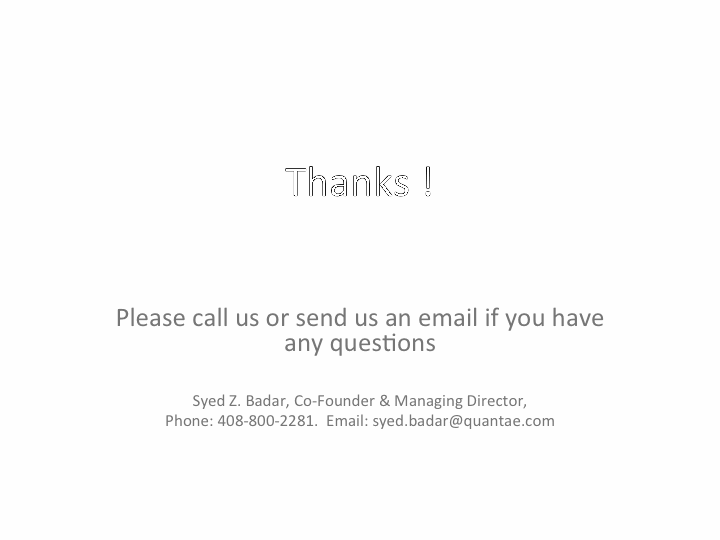 Thanks !
Please call us or send us an email if you have
any questions
Syed Z. Badar, Co-Founder & Managing Director,
Phone: 408-800-2281.  Email: syed.badar@quantae.com